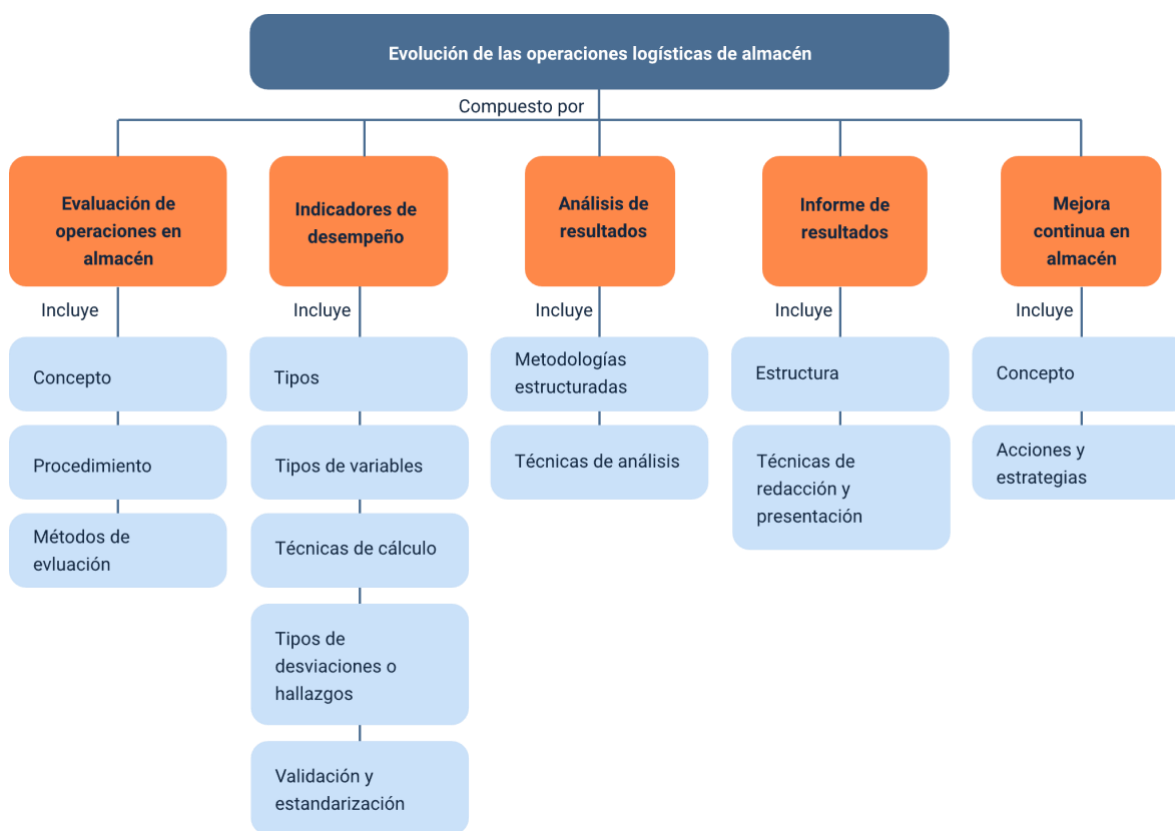 Evolución de las operaciones logísticas de almacén
Compuesto por
Evaluación de
operaciones en
almacén
Incluye
Concepto
Procedimiento
Métodos de
evluación
Indicadores de
desempeño
Incluye
Tipos
Tipos de variables
Técnicas de cálculo
Tipos de
desviaciones o
hallazgos
Validación y
estandarización
Análisis de
resultados
Incluye
Metodologías
estructuradas
Técnicas de análisis
Informe de
resultados
Incluye
Estructura
Técnicas de
redacción y
presentación
Mejora
continua en
almacén
Incluye
Concepto
Acciones y
estrategias